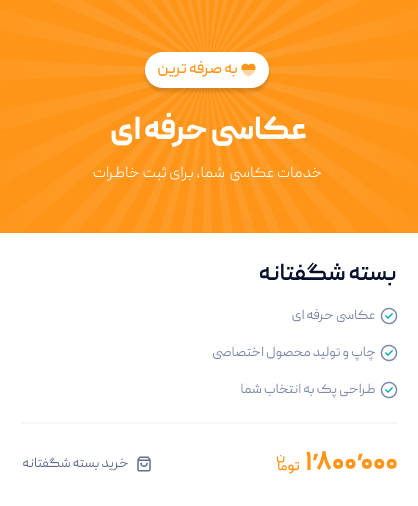 به صرفه ترین
عکاسی حرفه ای
خدمات عکاسی شما، برای ثبت خاطرات
بسته شگفتانه
عکاسی حرفه ای
چاپ و تولید محصول اختصاصی
طراحی پک به انتخاب شما
۱٬۸۰۰٬۰۰۰ تومان
خرید بسته شگفتانه